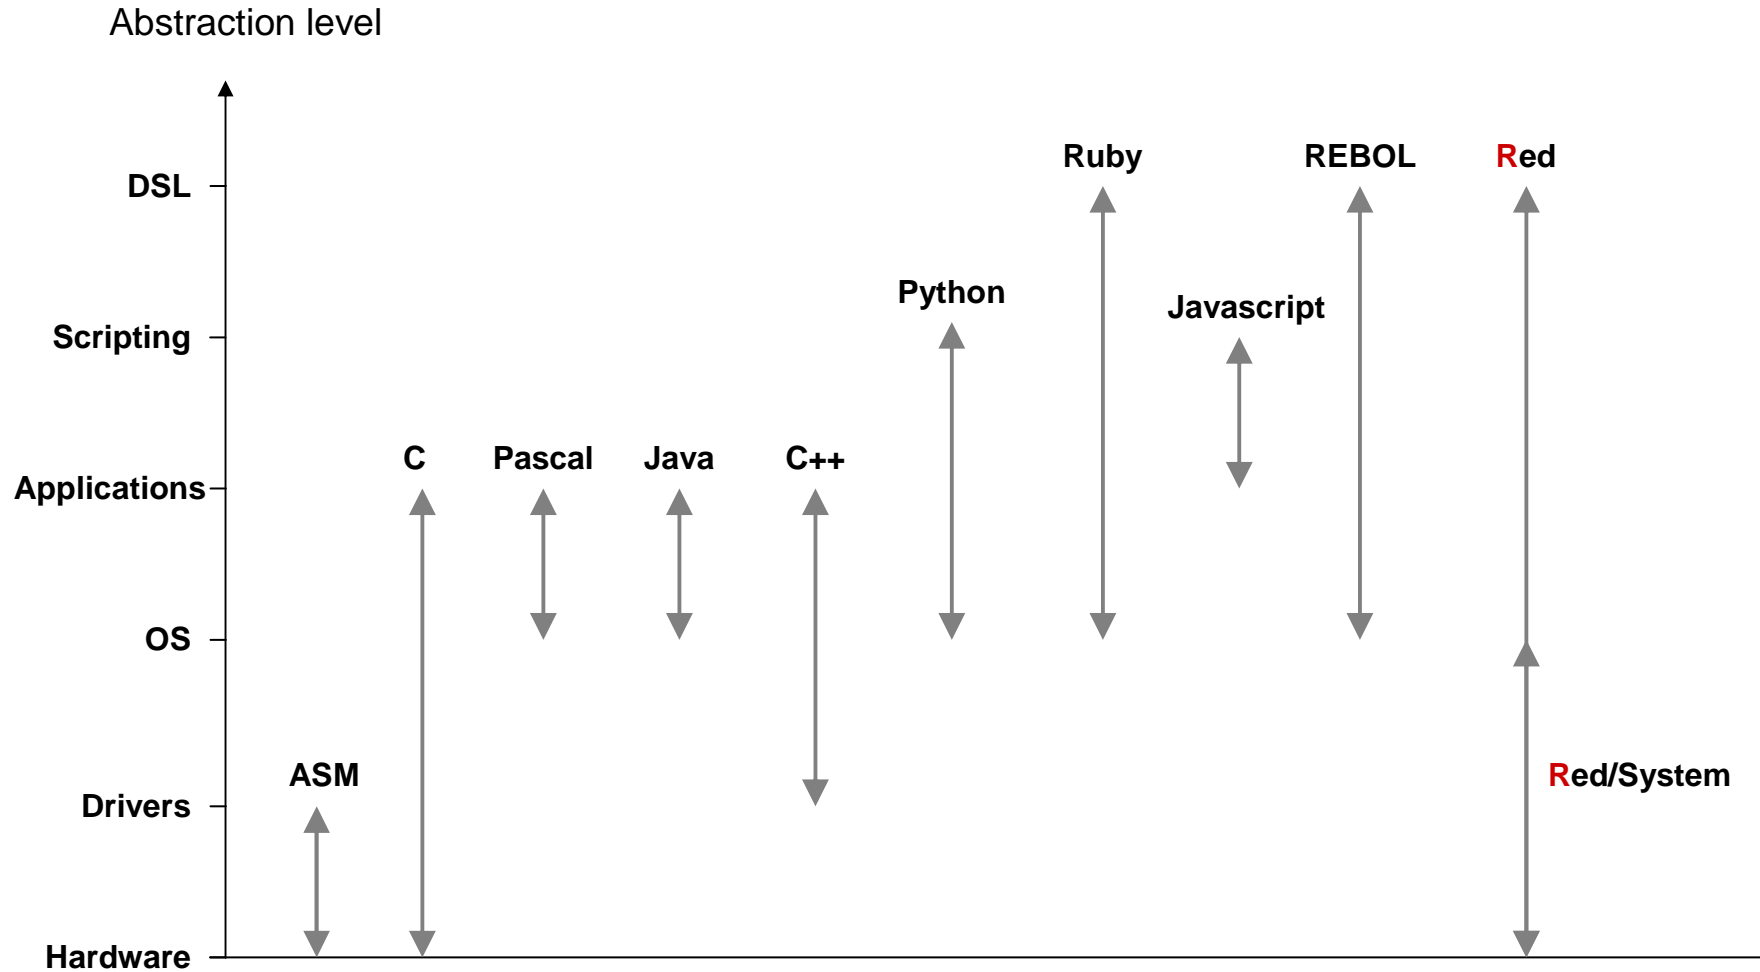 Abstraction level
Ruby
REBOL
Red
DSL
Python
Javascript
Scripting
C
Pascal
Java
C++
Applications
OS
ASM
Red/System
Drivers
Hardware